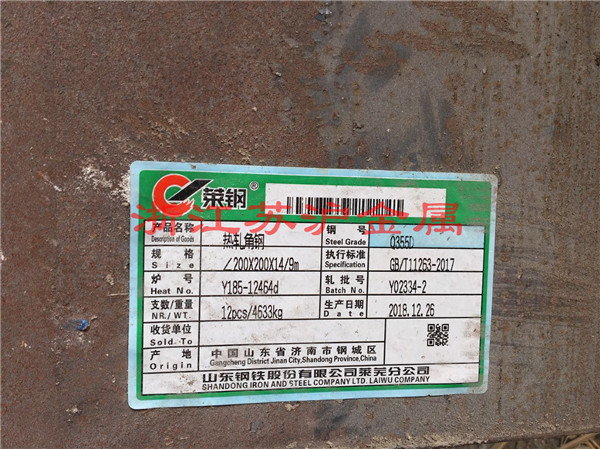 莱钢®
浙江苏沪金属
产品名称 热轧角钢 钢号 Q355D
Description of Goods Steel Grade
规格 ∠200X200X14/9m 执行标准 GB/T11263-2017
Size Specification
炉号 Y185-12464d 轧批号 Y02334-2
Heat No. Batch No.
支数/重量 12pcs/4633kg 生产日期 2018.12.26
NR./WT. Date
收货单位
Sold.To
产地 中国山东省济南市钢城区
Origin Gangcheng District Jinan City,Shandong Province,China
山东钢铁股份有限公司莱芜分公司
SHANDONG IRON AND STEEL COMPANY LTD. LAIWU COMPANY